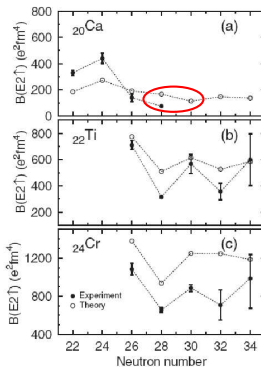 20Ca (a)
B(E2↑) (e²fm⁴)
600
400
200
0
22Ti (b)
B(E2↑) (e²fm⁴)
800
600
400
200
24Cr (c)
B(E2↑) (e²fm⁴)
1200
800
400
Experiment
Theory
22 24 26 28 30 32 34
Neutron number